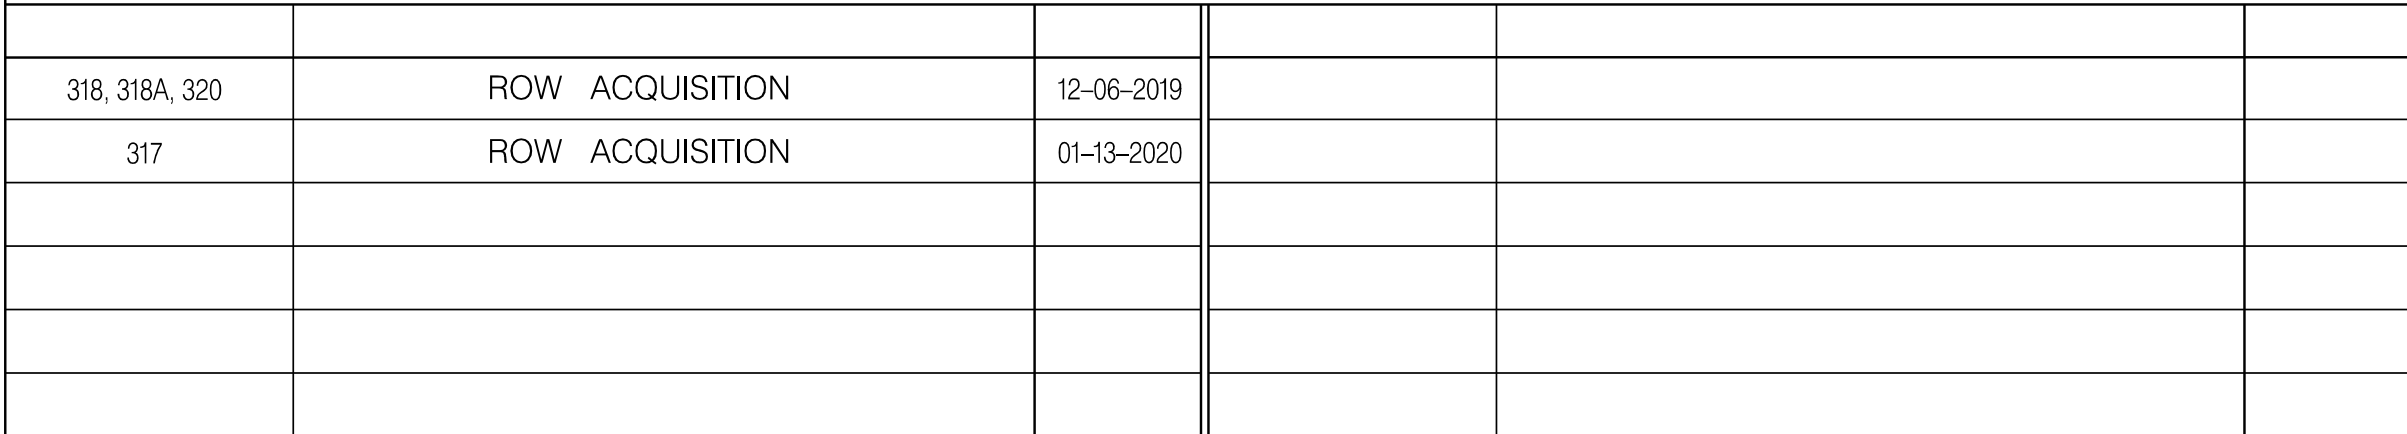 318, 318A, 320 ROW ACQUISITION 12–06–2019
317 ROW ACQUISITION 01–13–2020